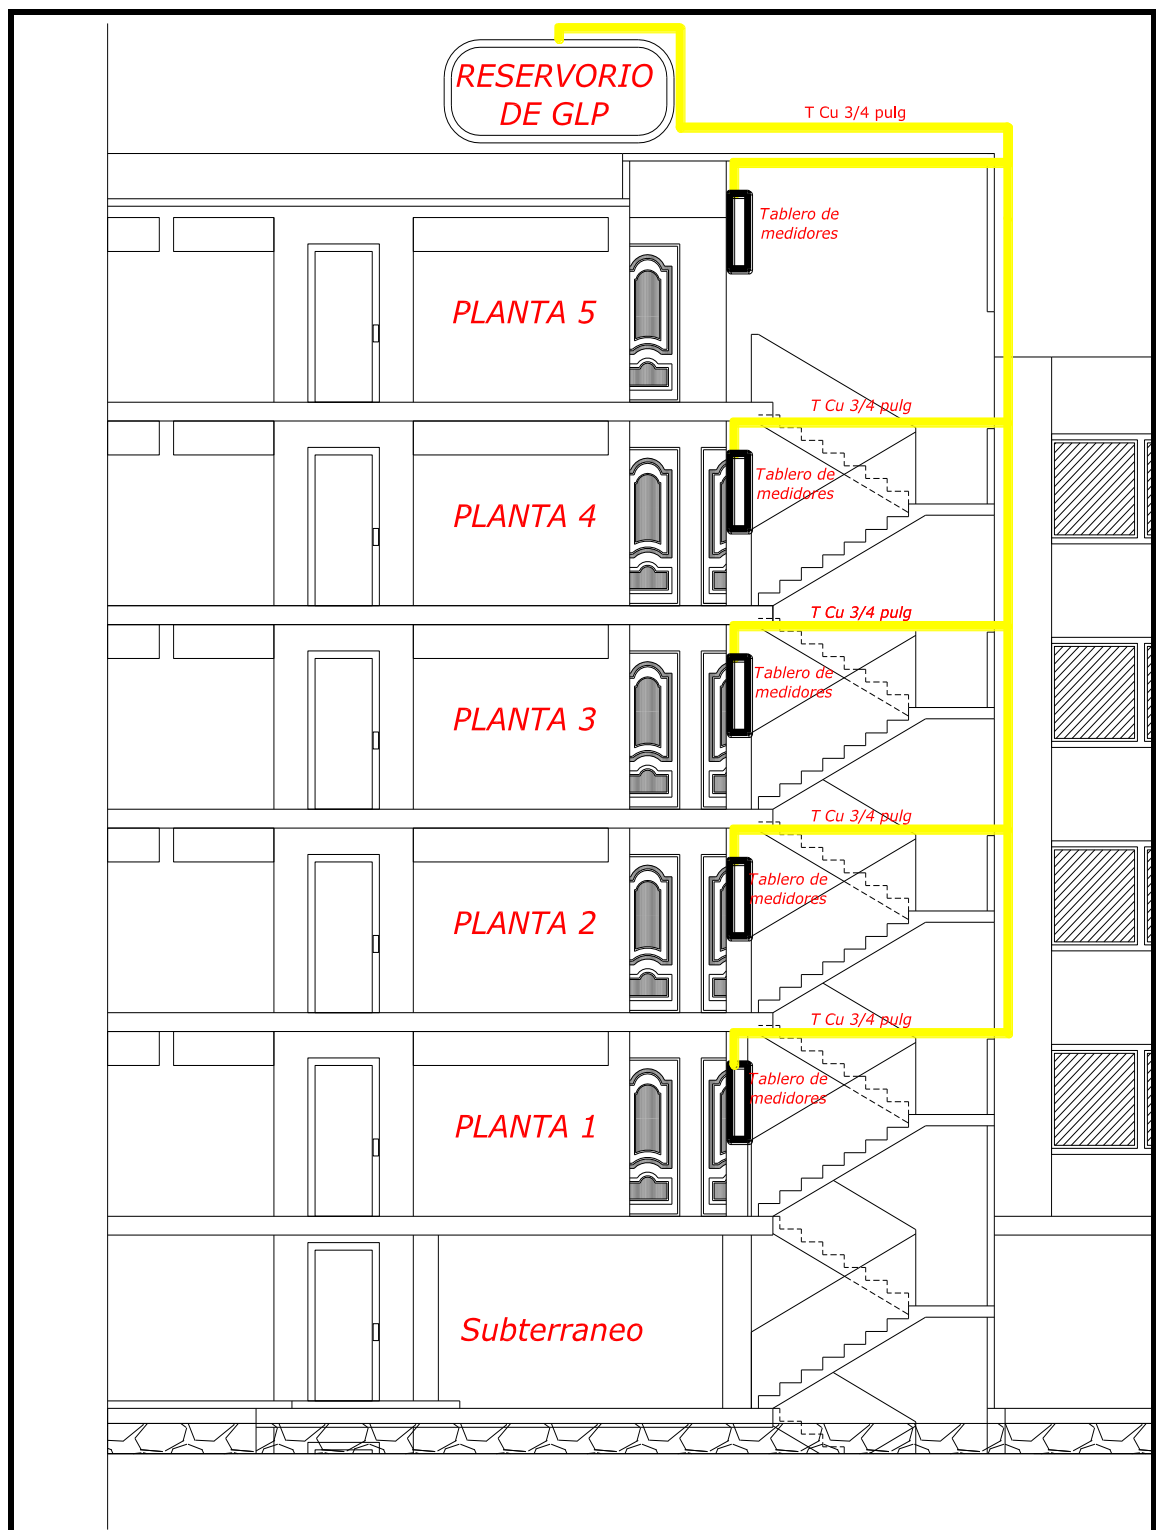 RESERVORIO
DE GLP
T Cu 3/4 pulg
Tablero de
medidores
PLANTA 5
T Cu 3/4 pulg
Tablero de
medidores
PLANTA 4
T Cu 3/4 pulg
Tablero de
medidores
PLANTA 3
T Cu 3/4 pulg
Tablero de
medidores
PLANTA 2
T Cu 3/4 pulg
Tablero de
medidores
PLANTA 1
Subterraneo